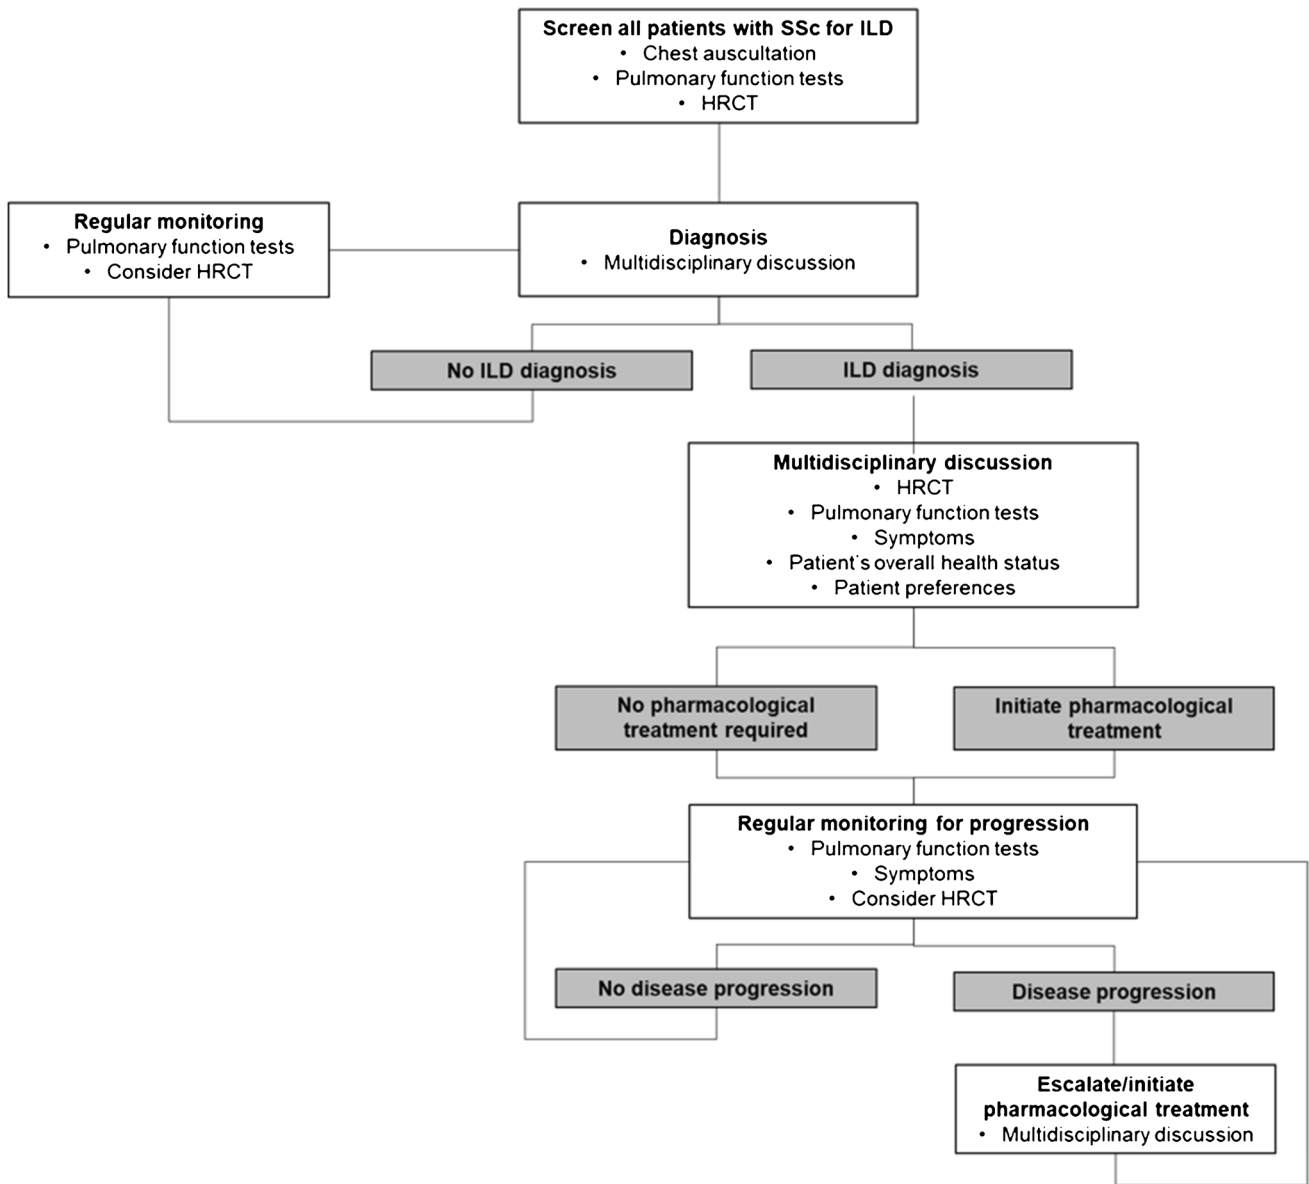 Screen all patients with SSc for ILD
• Chest auscultation
• Pulmonary function tests
• HRCT
Regular monitoring
• Pulmonary function tests
• Consider HRCT
Diagnosis
• Multidisciplinary discussion
No ILD diagnosis
ILD diagnosis
Multidisciplinary discussion
• HRCT
• Pulmonary function tests
• Symptoms
• Patient's overall health status
• Patient preferences
No pharmacological
treatment required
Initiate pharmacological
treatment
Regular monitoring for progression
• Pulmonary function tests
• Symptoms
• Consider HRCT
No disease progression
Disease progression
Escalate/initiate
pharmacological treatment
• Multidisciplinary discussion